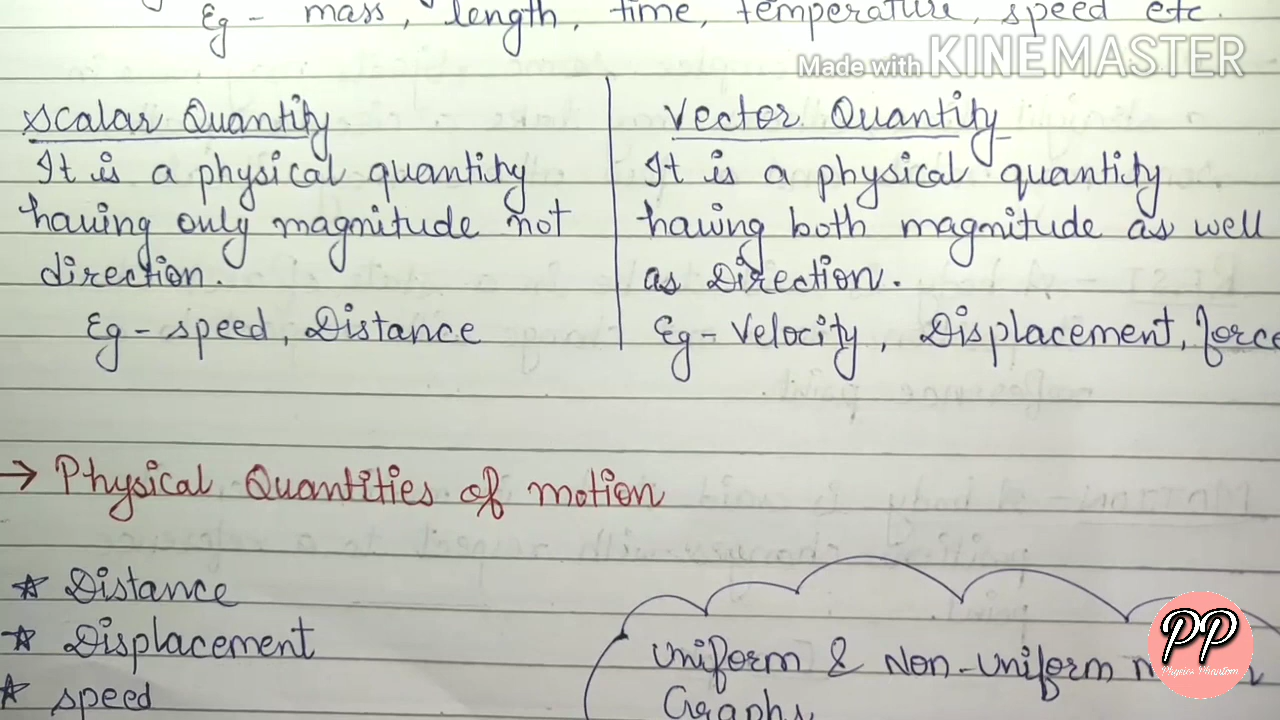 Eg - mass, length, time, temperature, speed etc.
Made with KINEMASTER
Scalar Quantity
It is a physical quantity
having only magnitude not
direction.
Eg - speed, Distance
Vector Quantity
It is a physical quantity
having both magnitude as well
as Direction.
Eg - Velocity, Displacement, force
→ Physical Quantities of motion
★ Distance
★ Displacement
★ speed
Uniform & Non-Uniform
Graphs
PP
Physics Phantom